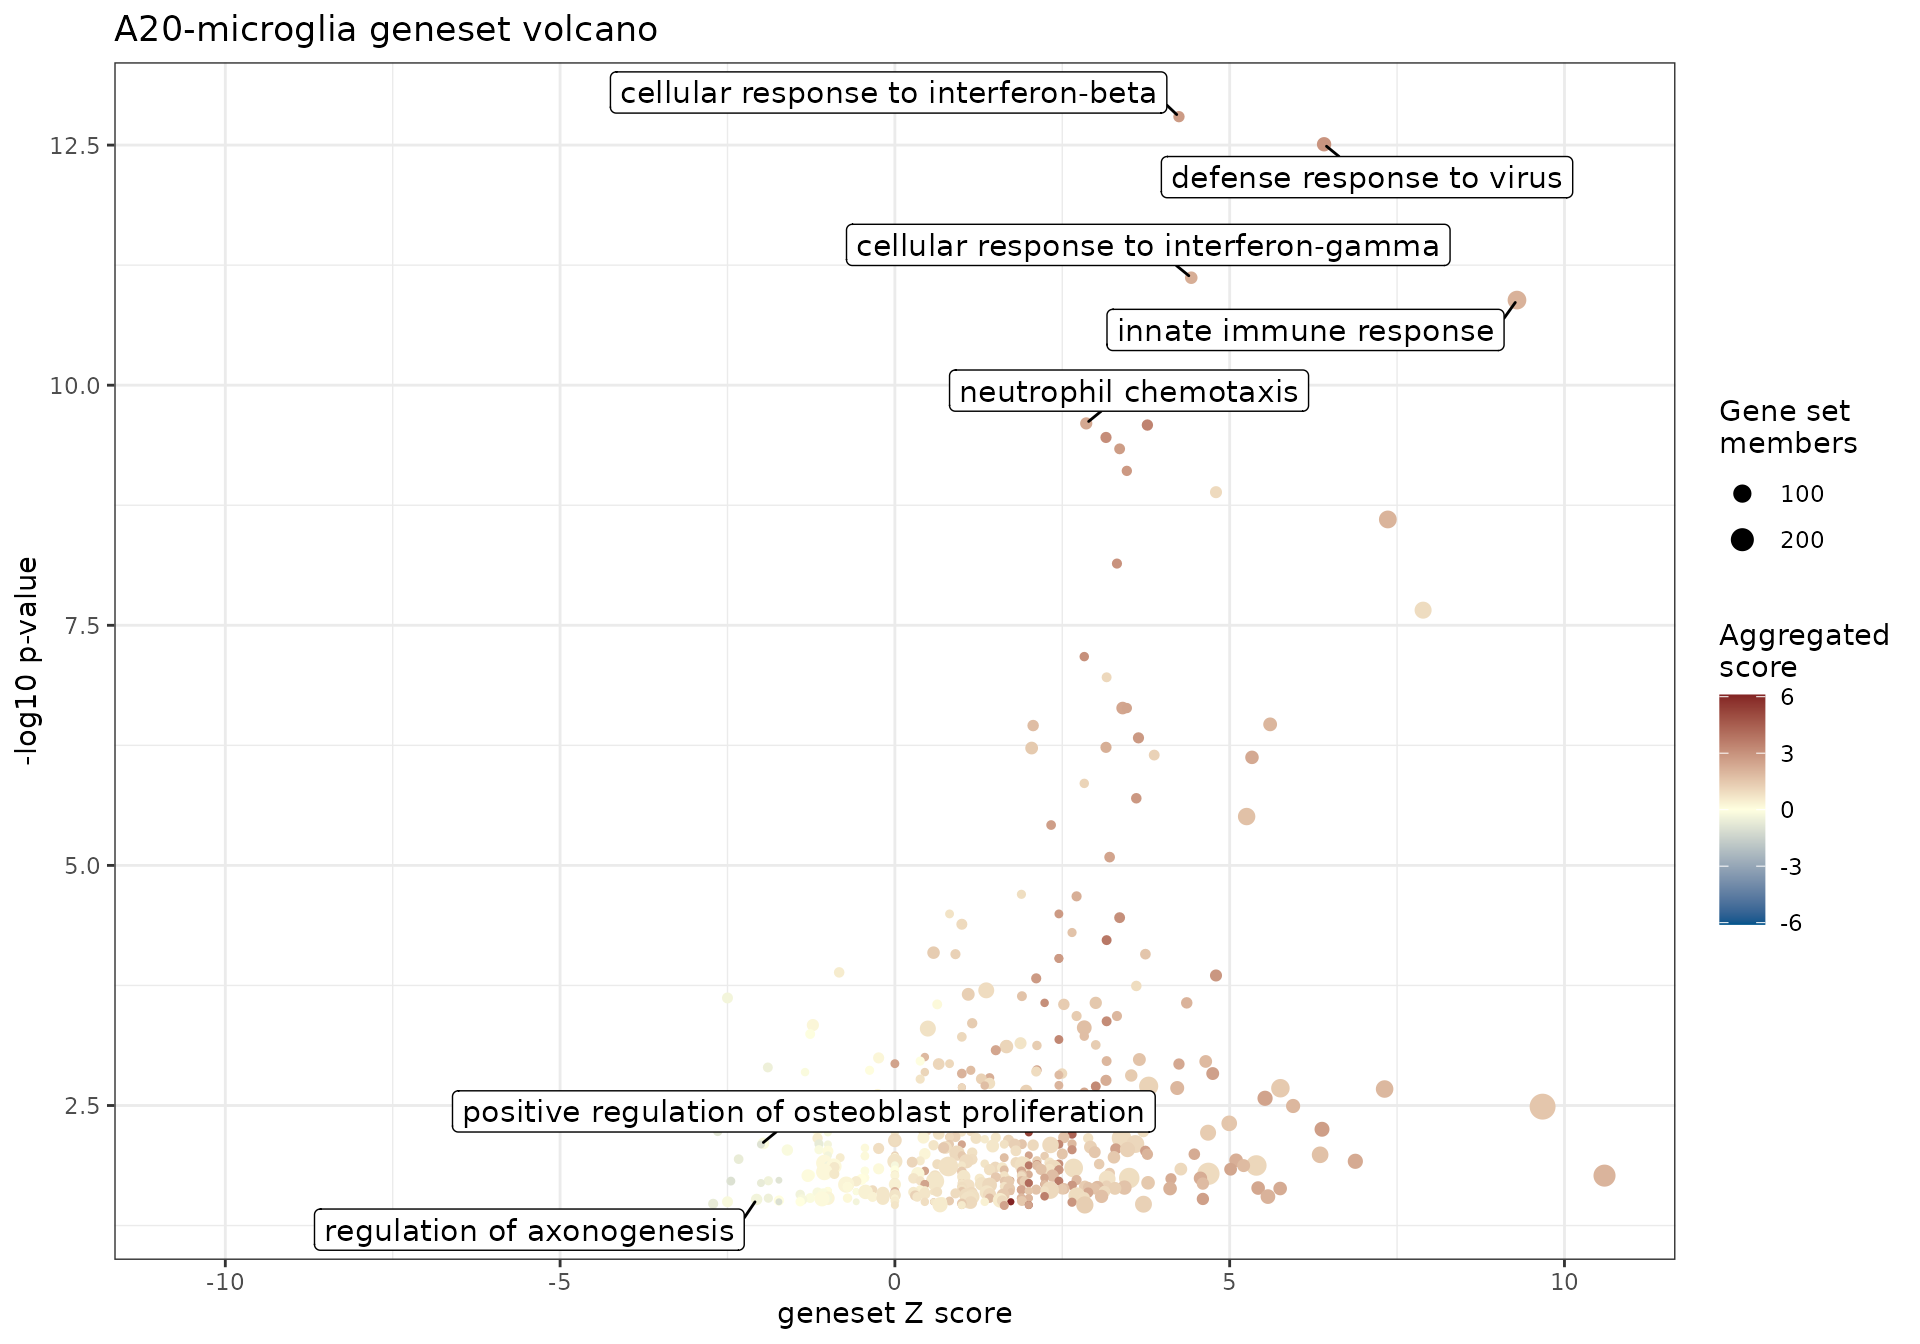 A20-microglia geneset volcano
cellular response to interferon-beta
defense response to virus
cellular response to interferon-gamma
innate immune response
neutrophil chemotaxis
positive regulation of osteoblast proliferation
regulation of axonogenesis
12.5
10.0
7.5
5.0
2.5
-log10 p-value
-10
-5
0
5
10
geneset Z score
Gene set
members
100
200
Aggregated
score
6
3
0
-3
-6